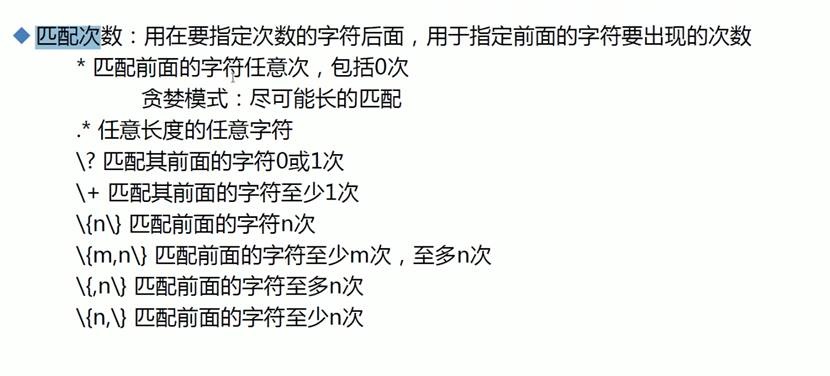 ◆ 匹配次数：用在要指定次数的字符后面，用于指定前面的字符要出现的次数
* 匹配前面的字符任意次，包括0次
贪婪模式：尽可能长的匹配
.* 任意长度的任意字符
\? 匹配其前面的字符0或1次
\+ 匹配其前面的字符至少1次
\{n\} 匹配前面的字符n次
\{m,n\} 匹配前面的字符至少m次，至多n次
\{,n\} 匹配前面的字符至多n次
\{n,\} 匹配前面的字符至少n次